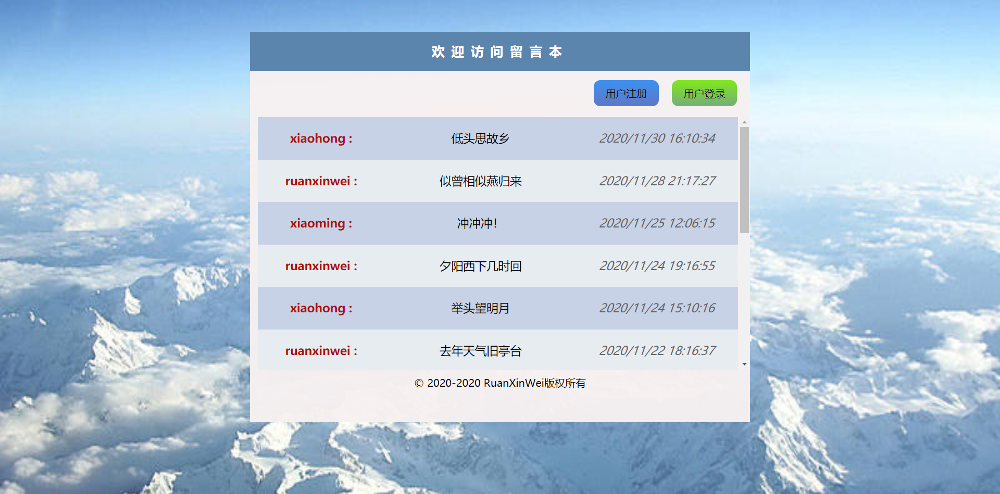 欢迎访问留言本
用户注册 用户登录
xiaohong : 低头思故乡 2020/11/30 16:10:34
ruanxinwei : 似曾相似燕归来 2020/11/28 21:17:27
xiaoming : 冲冲冲！ 2020/11/25 12:06:15
ruanxinwei : 夕阳西下几时回 2020/11/24 19:16:55
xiaohong : 举头望明月 2020/11/24 15:10:16
ruanxinwei : 去年天气旧亭台 2020/11/22 18:16:37
© 2020-2020 RuanXinWei版权所有